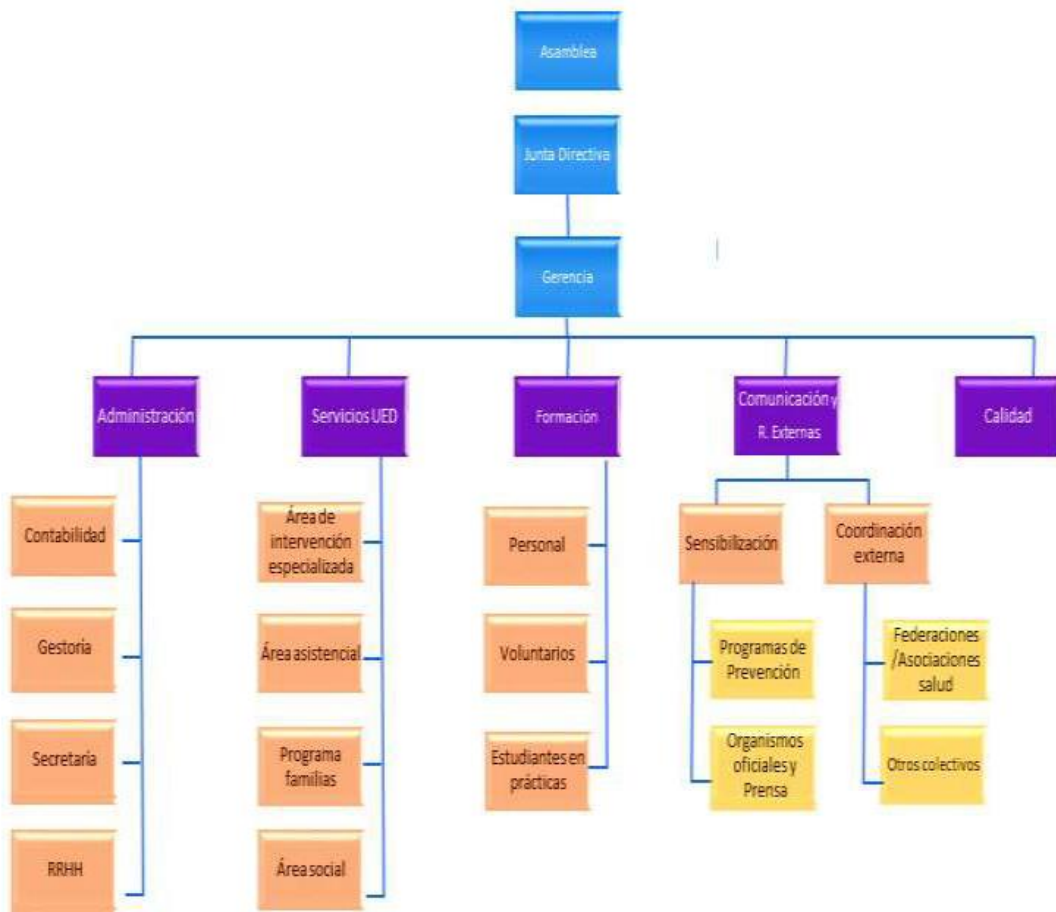 Asamblea
Junta Directiva
Gerencia
Administración
Servicios UED
Formación
Comunicación y
R. Externas
Calidad
Contabilidad
Gestoría
Secretaría
RRHH
Área de
intervención
especializada
Área asistencial
Programa
familias
Área social
Personal
Voluntarios
Estudiantes en
prácticas
Sensibilización
Programas de
Prevención
Organismos
oficiales y
Prensa
Coordinación
externa
Federaciones
/Asociaciones
salud
Otros colectivos